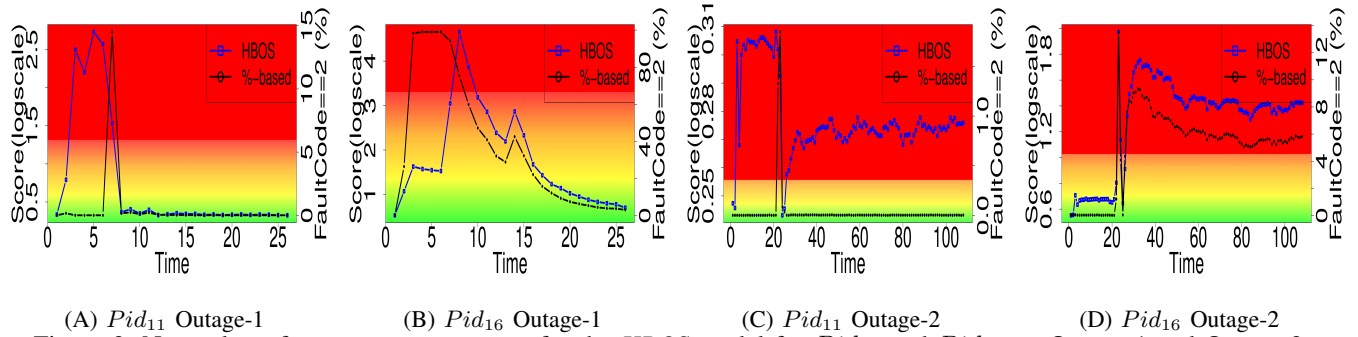 Score(logscale)
2.5
1.5
0.5
HBOS
%-based
15
10
5
0
FaultCode==2 (%)
0 5 10 15 20 25
Time
(A) Pid11 Outage-1
Score(logscale)
4
3
2
1
HBOS
%-based
80
40
0
FaultCode==2 (%)
0 5 10 15 20 25
Time
(B) Pid16 Outage-1
Score(logscale)
0.31
0.28
0.25
HBOS
%-based
1.0
0.0
FaultCode==2 (%)
0 20 40 60 80 100
Time
(C) Pid11 Outage-2
Score(logscale)
1.8
1.2
0.6
HBOS
%-based
12
8
4
0
FaultCode==2 (%)
0 20 40 60 80 100
Time
(D) Pid16 Outage-2